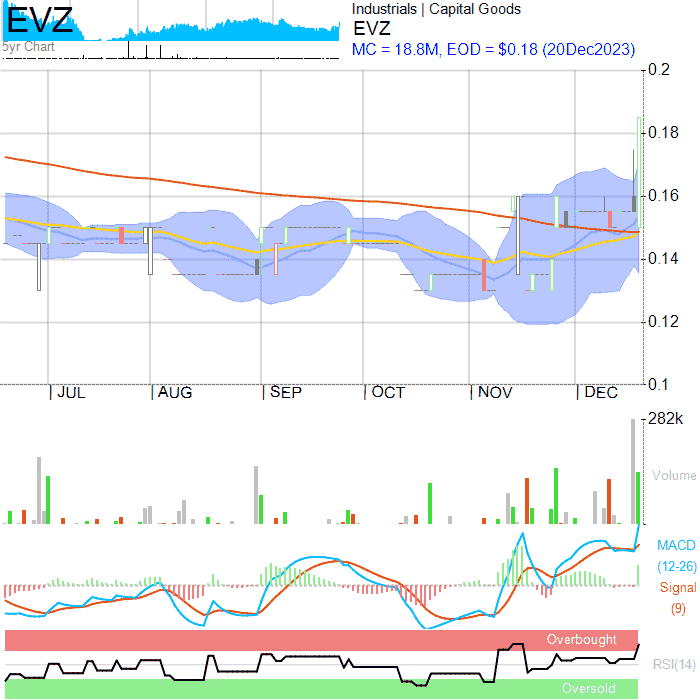 EVZ
5yr Chart
Industrials | Capital Goods
EVZ
MC = 18.8M, EOD = $0.18 (20Dec2023)
0.2
0.18
0.16
0.14
0.12
0.1
| JUL | AUG | SEP | OCT | NOV | DEC
282k
Volume
MACD
(12-26)
Signal
(9)
Overbought
RSI(14)
Oversold